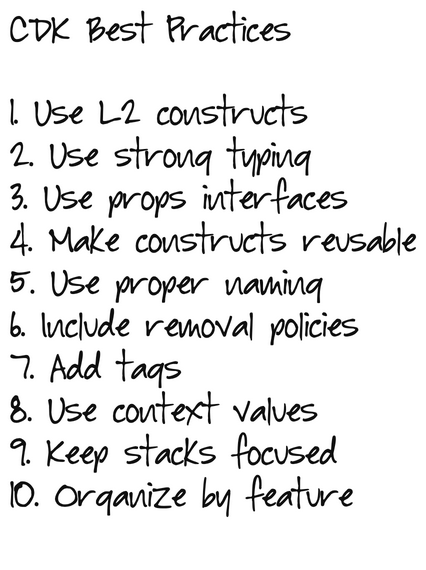 CDK Best Practices
1. Use L2 constructs
2. Use strong typing
3. Use props interfaces
4. Make constructs reusable
5. Use proper naming
6. Include removal policies
7. Add tags
8. Use context values
9. Keep stacks focused
10. Organize by feature